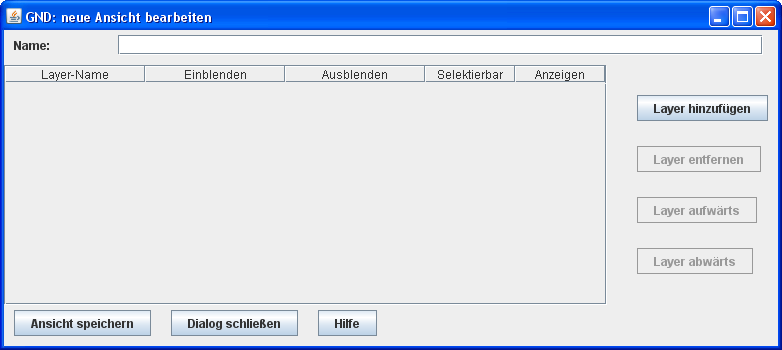 GND: neue Ansicht bearbeiten
Name:
Layer-Name Einblenden Ausblenden Selektierbar Anzeigen
Layer hinzufügen
Layer entfernen
Layer aufwärts
Layer abwärts
Ansicht speichern Dialog schließen Hilfe